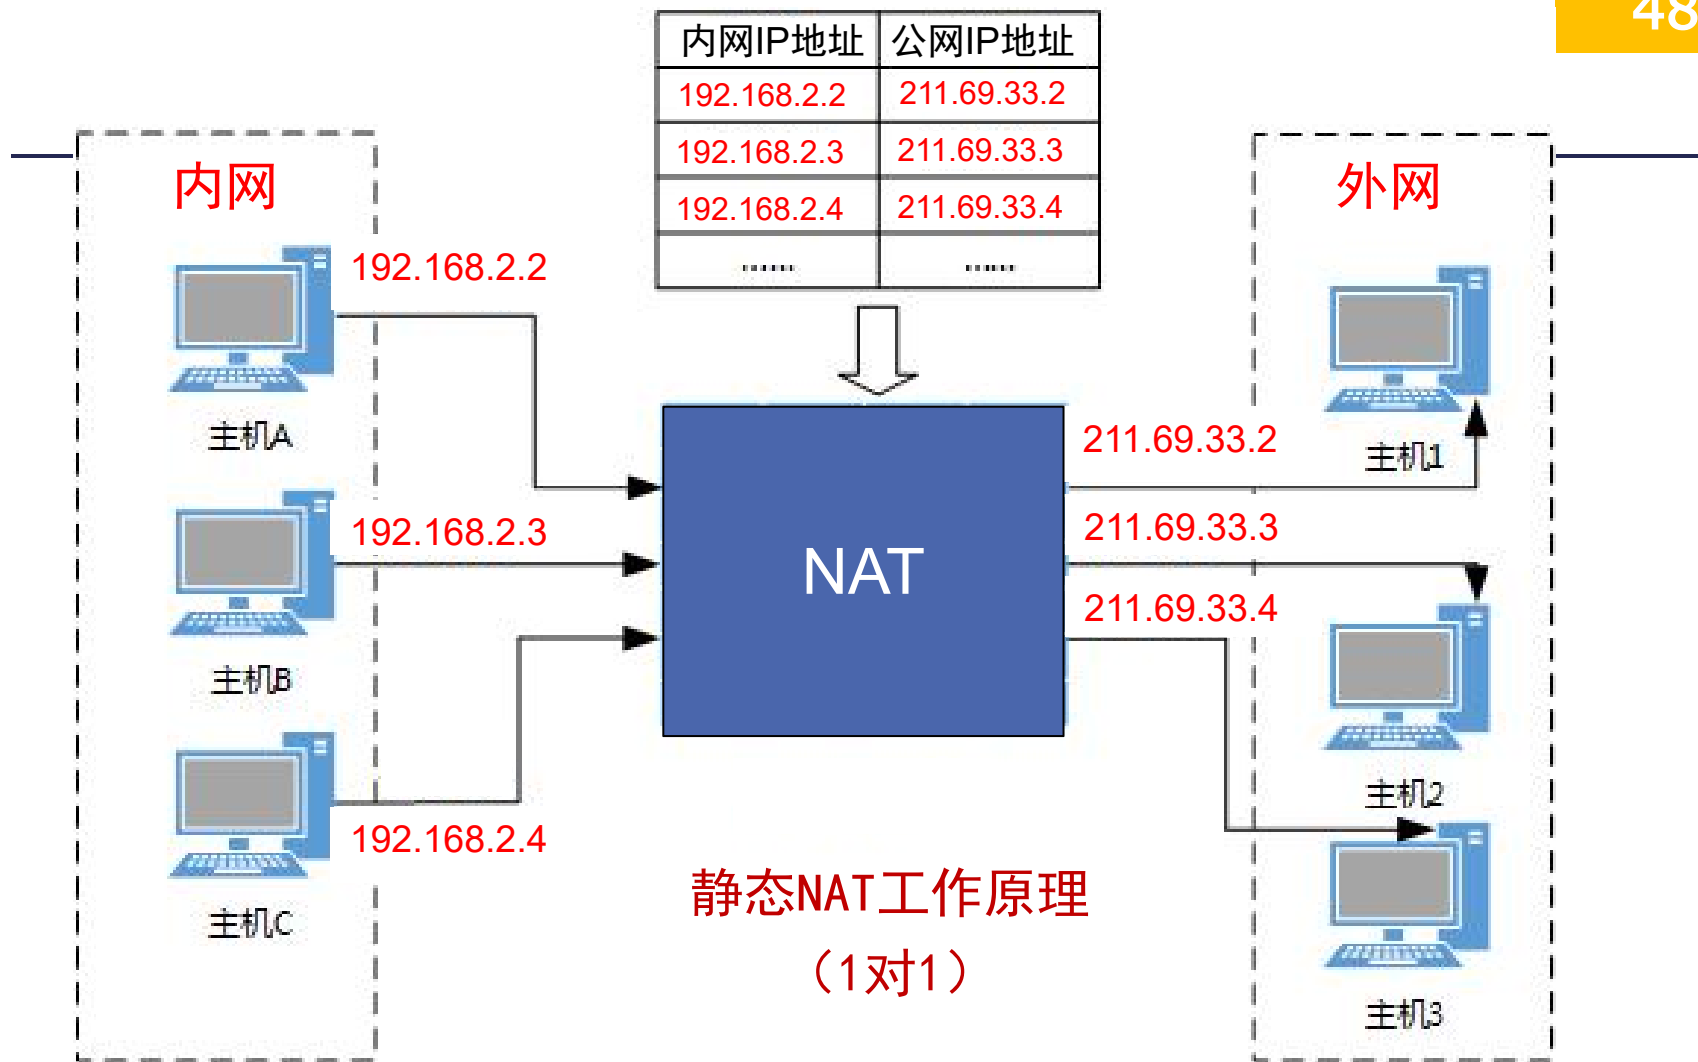 48
内网IP地址 公网IP地址
192.168.2.2 211.69.33.2
192.168.2.3 211.69.33.3
192.168.2.4 211.69.33.4
...... ......
内网
外网
192.168.2.2
主机A
192.168.2.3
主机B
192.168.2.4
主机C
NAT
211.69.33.2
主机1
211.69.33.3
211.69.33.4
主机2
主机3
静态NAT工作原理
（1对1）